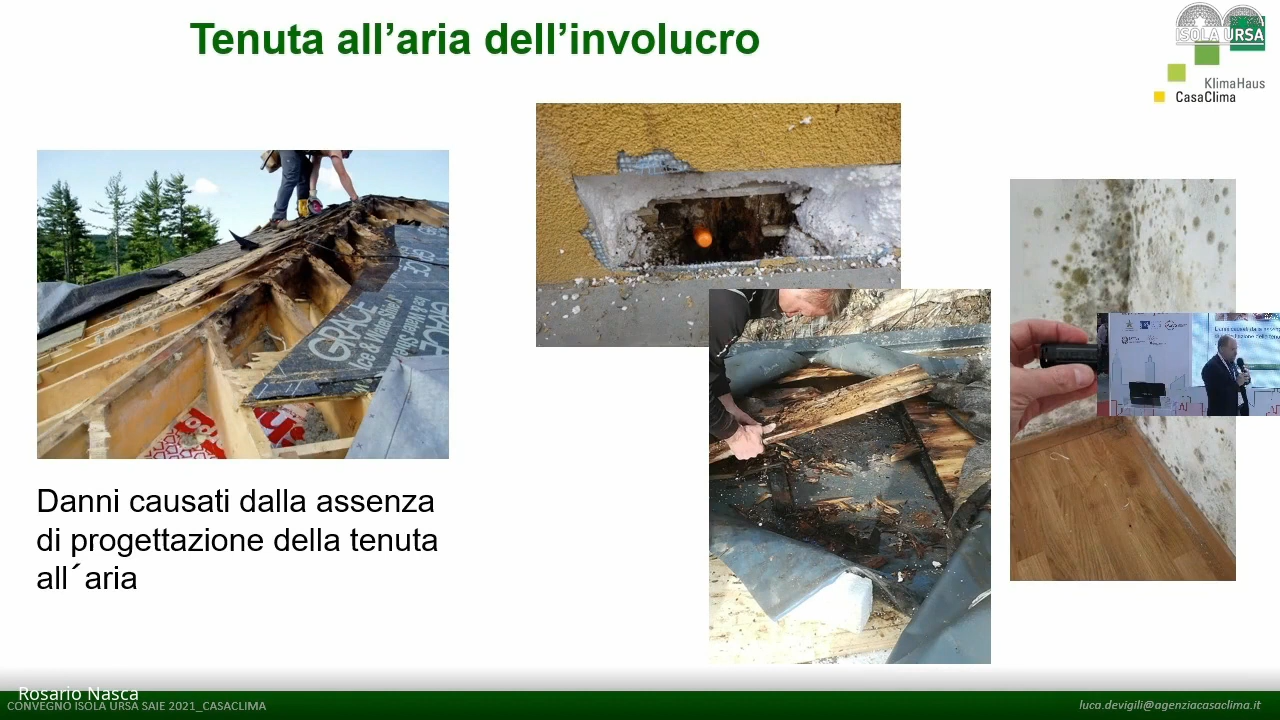 Tenuta all’aria dell’involucro
ISOLA URSA
KlimaHaus
CasaClima
GRACE
Danni causati dalla assenza
di progettazione della tenuta
all´aria
Rosario Nasca
CONVEGNO ISOLA URSA SAIE 2021_CASACLIMA
luca.devigili@agenziacasaclima.it